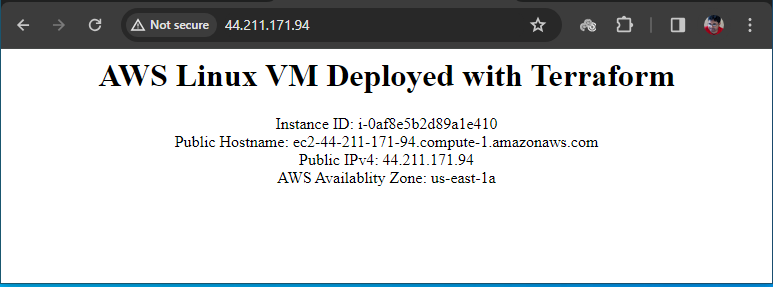 Not secure 44.211.171.94
AWS Linux VM Deployed with Terraform
Instance ID: i-0af8e5b2d89a1e410
Public Hostname: ec2-44-211-171-94.compute-1.amazonaws.com
Public IPv4: 44.211.171.94
AWS Availablity Zone: us-east-1a